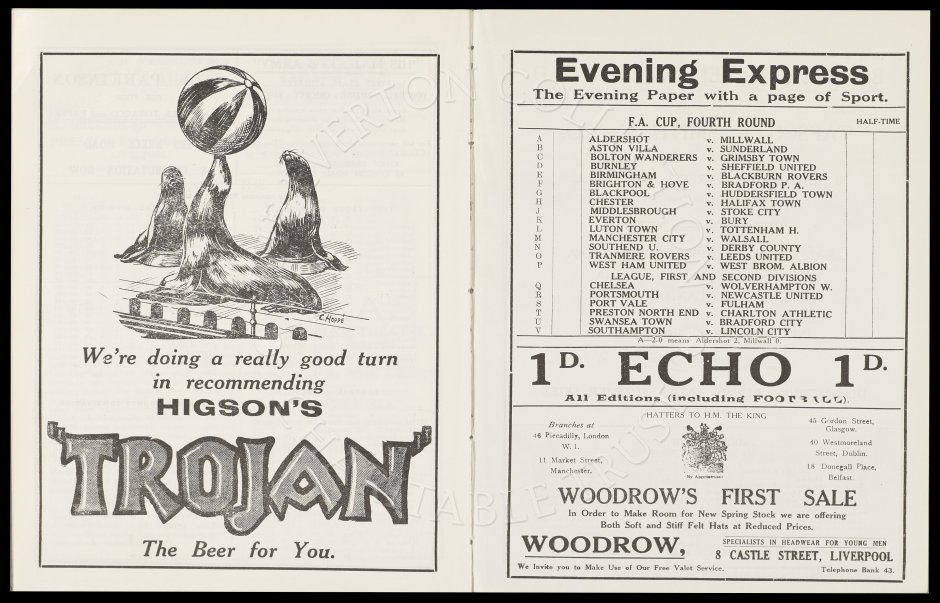 We're doing a really good turn
in recommending
HIGSON'S
"TROJAN"
The Beer for You.
Evening Express
The Evening Paper with a page of Sport.
F.A. CUP, FOURTH ROUND HALF-TIME
A ALDERSHOT v. MILLWALL
B ASTON VILLA v. SUNDERLAND
C BOLTON WANDERERS v. GRIMSBY TOWN
D BURNLEY v. SHEFFIELD UNITED
E BIRMINGHAM v. BLACKBURN ROVERS
F BRIGHTON & HOVE v. BRADFORD P. A.
G BLACKPOOL v. HUDDERSFIELD TOWN
H CHESTER v. HALIFAX TOWN
J MIDDLESBROUGH v. STOKE CITY
K EVERTON v. BURY
L LUTON TOWN v. TOTTENHAM H.
M MANCHESTER CITY v. WALSALL
N SOUTHEND U. v. DERBY COUNTY
O TRANMERE ROVERS v. LEEDS UNITED
P WEST HAM UNITED v. WEST BROM. ALBION
LEAGUE, FIRST AND SECOND DIVISIONS
Q CHELSEA v. WOLVERHAMPTON W.
R PORTSMOUTH v. NEWCASTLE UNITED
S PORT VALE v. FULHAM
T PRESTON NORTH END v. CHARLTON ATHLETIC
U SWANSEA TOWN v. BRADFORD CITY
V SOUTHAMPTON v. LINCOLN CITY
A—2-0 means Aldershot 2, Millwall 0.
1D. ECHO 1D.
All Editions (including FOOTBALL).
HATTERS TO H.M. THE KING
Branches at
46 Piccadilly, London
W. 1.
11 Market Street,
Manchester.
By Appointment
45 Gordon Street,
Glasgow.
40 Westmoreland
Street, Dublin.
18 Donegall Place,
Belfast.
WOODROW'S FIRST SALE
In Order to Make Room for New Spring Stock we are offering
Both Soft and Stiff Felt Hats at Reduced Prices.
WOODROW, SPECIALISTS IN HEADWEAR FOR YOUNG MEN
8 CASTLE STREET, LIVERPOOL
We Invite you to Make Use of Our Free Valet Service. Telephone Bank 43.